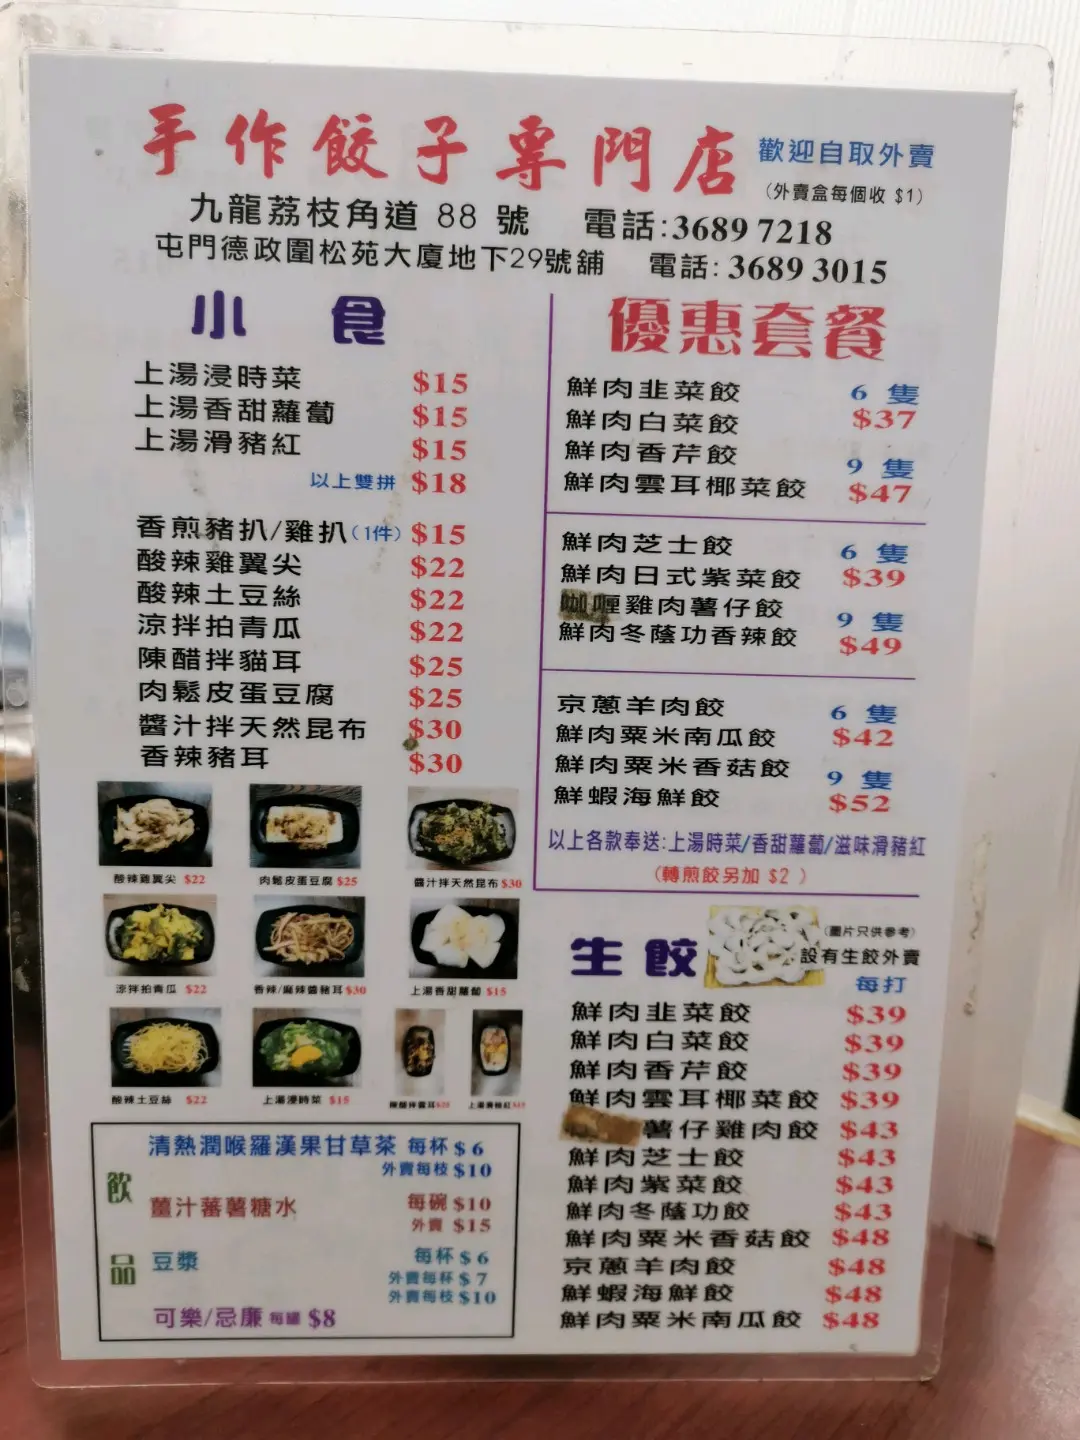 手作餃子專門店
歡迎自取外賣
(外賣盒每個收 $1)
九龍荔枝角道 88 號 電話:3689 7218
屯門德政圍松苑大廈地下29號舖 電話: 3689 3015
小食
上湯浸時菜 $15
上湯香甜蘿蔔 $15
上湯滑豬紅 $15
以上雙拼 $18
香煎豬扒/雞扒(1件) $15
酸辣雞翼尖 $22
酸辣土豆絲 $22
涼拌拍青瓜 $22
陳醋拌貓耳 $25
肉鬆皮蛋豆腐 $25
醬汁拌天然昆布 $30
香辣豬耳 $30
酸辣雞翼尖 $22
肉鬆皮蛋豆腐 $25
醬汁拌天然昆布 $30
涼拌拍青瓜 $22
香辣/麻辣醬豬耳 $30
上湯香甜蘿蔔 $15
酸辣土豆絲 $22
上湯浸時菜 $15
飲品
清熱潤喉羅漢果甘草茶 每杯 $6
外賣每枝 $10
薑汁蕃薯糖水 每碗 $10
外賣 $15
豆漿 每杯 $6
外賣每杯 $7
外賣每枝 $10
可樂/忌廉 每罐 $8
優惠套餐
鮮肉韭菜餃 6 隻
鮮肉白菜餃 $37
鮮肉香芹餃 9 隻
鮮肉雲耳椰菜餃 $47
鮮肉芝士餃 6 隻
鮮肉日式紫菜餃 $39
咖喱雞肉薯仔餃 9 隻
鮮肉冬蔭功香辣餃 $49
京蔥羊肉餃 6 隻
鮮肉粟米南瓜餃 $42
鮮肉粟米香菇餃 9 隻
鮮蝦海鮮餃 $52
以上各款奉送:上湯時菜/香甜蘿蔔/滋味滑豬紅
(轉煎餃另加 $2 )
生餃
(圖片只供參考)
設有生餃外賣
每打
鮮肉韭菜餃 $39
鮮肉白菜餃 $39
鮮肉香芹餃 $39
鮮肉雲耳椰菜餃 $39
薯仔雞肉餃 $43
鮮肉芝士餃 $43
鮮肉紫菜餃 $43
鮮肉冬蔭功餃 $43
鮮肉粟米香菇餃 $48
京蔥羊肉餃 $48
鮮蝦海鮮餃 $48
鮮肉粟米南瓜餃 $48